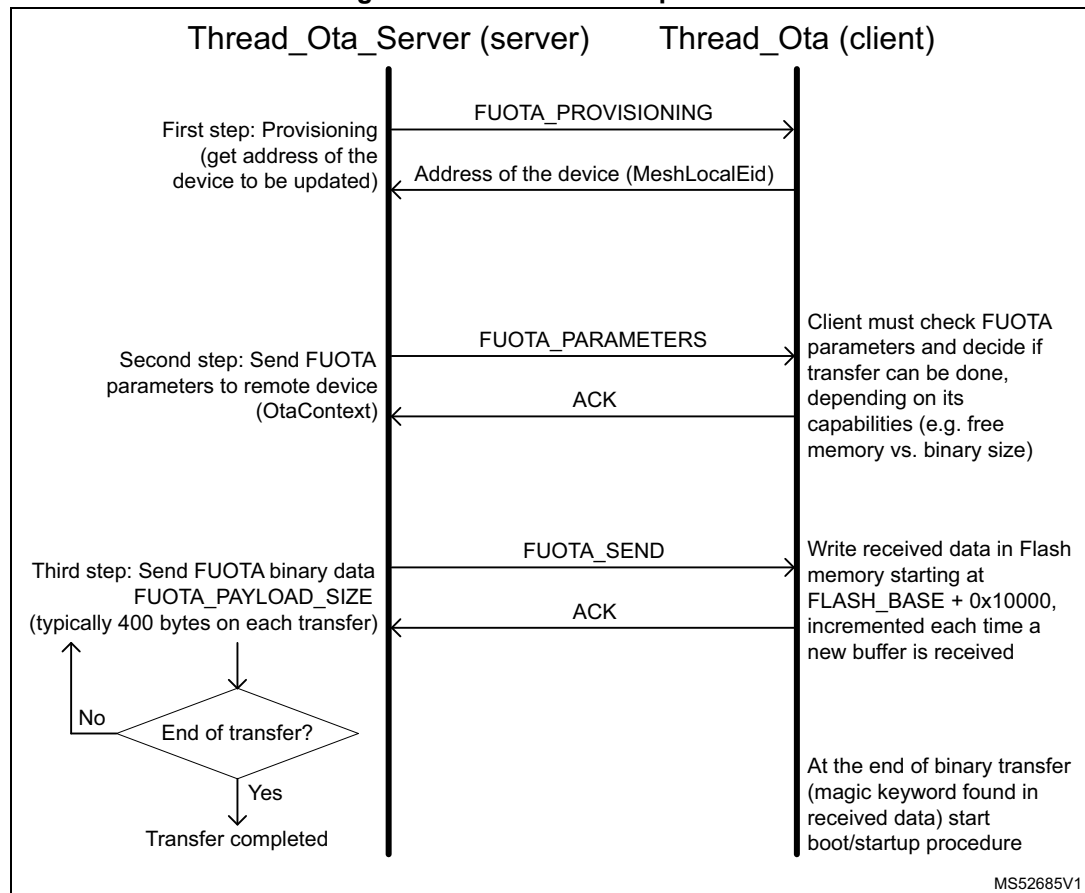 Thread_Ota_Server (server)
Thread_Ota (client)
First step: Provisioning
(get address of the
device to be updated)
FUOTA_PROVISIONING
Address of the device (MeshLocalEid)
Second step: Send FUOTA
parameters to remote device
(OtaContext)
FUOTA_PARAMETERS
ACK
Client must check FUOTA
parameters and decide if
transfer can be done,
depending on its
capabilities (e.g. free
memory vs. binary size)
Third step: Send FUOTA binary data
FUOTA_PAYLOAD_SIZE
(typically 400 bytes on each transfer)
FUOTA_SEND
ACK
Write received data in Flash
memory starting at
FLASH_BASE + 0x10000,
incremented each time a
new buffer is received
No
End of transfer?
Yes
Transfer completed
At the end of binary transfer
(magic keyword found in
received data) start
boot/startup procedure
MS52685V1